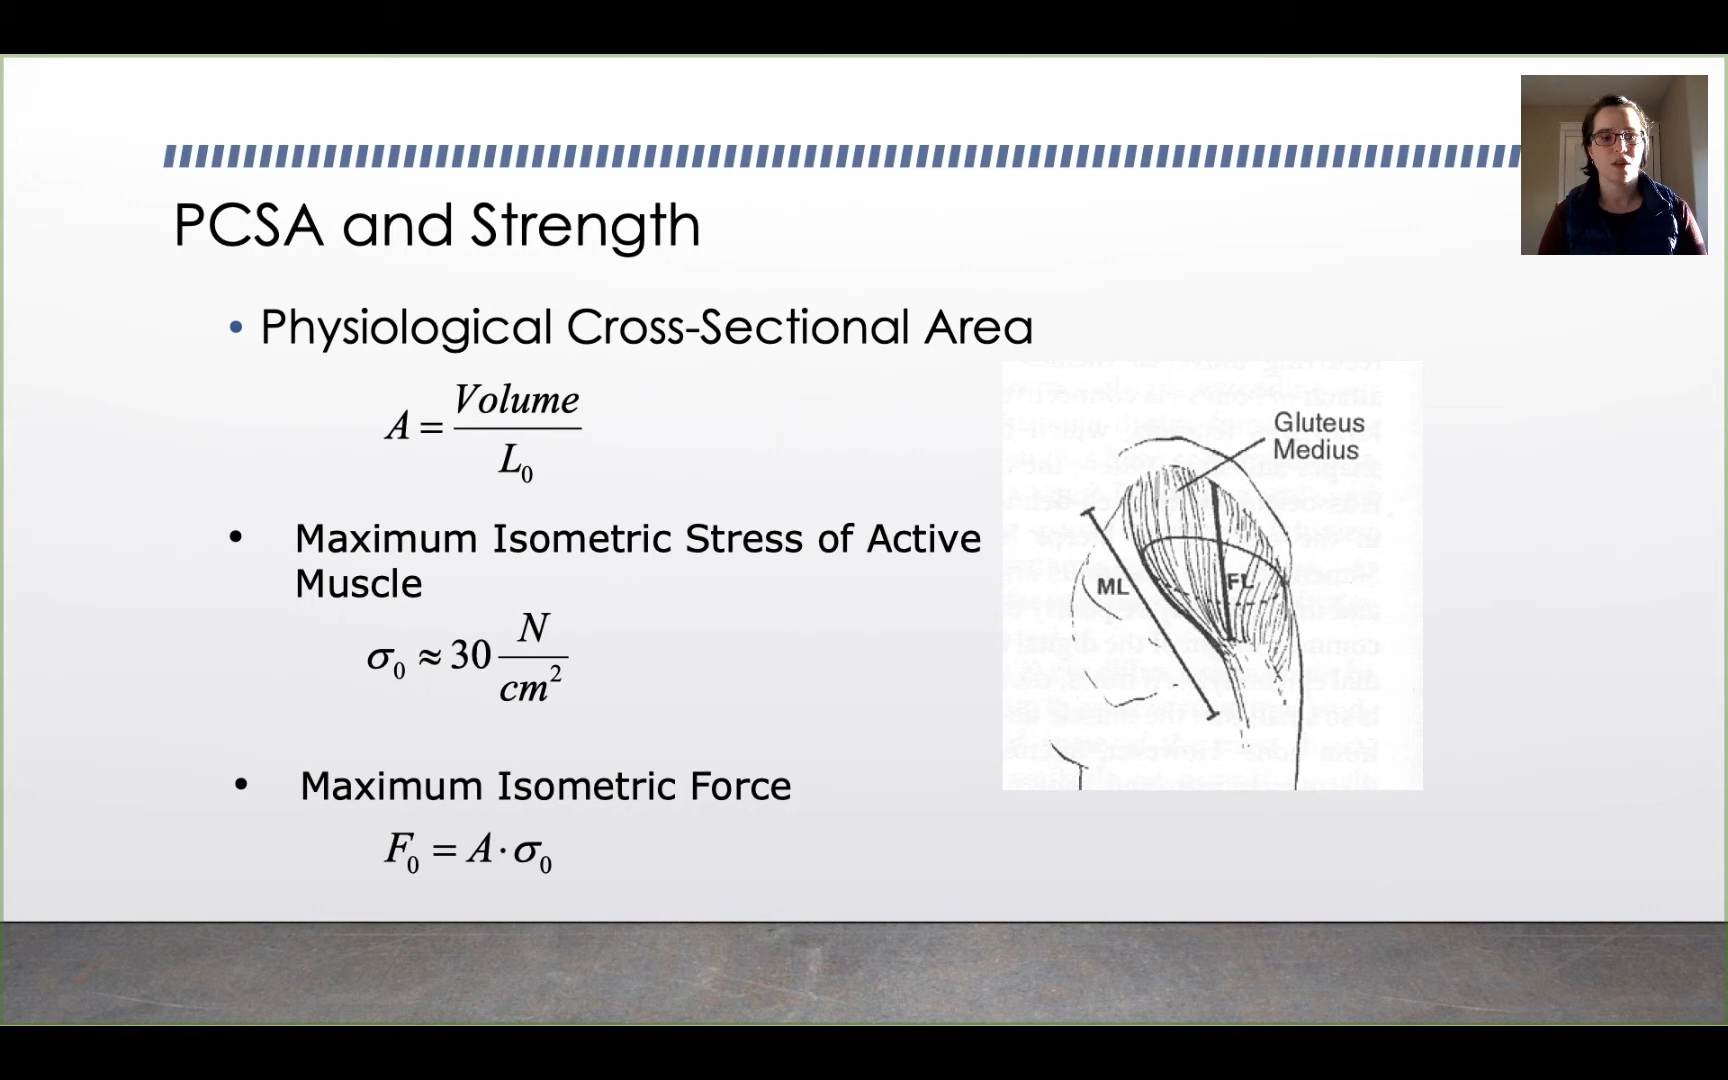 PCSA and Strength
• Physiological Cross-Sectional Area
A = Volume / L₀
• Maximum Isometric Stress of Active
Muscle
σ₀ ≈ 30 N / cm²
• Maximum Isometric Force
F₀ = A · σ₀
Gluteus
Medius
ML
FL